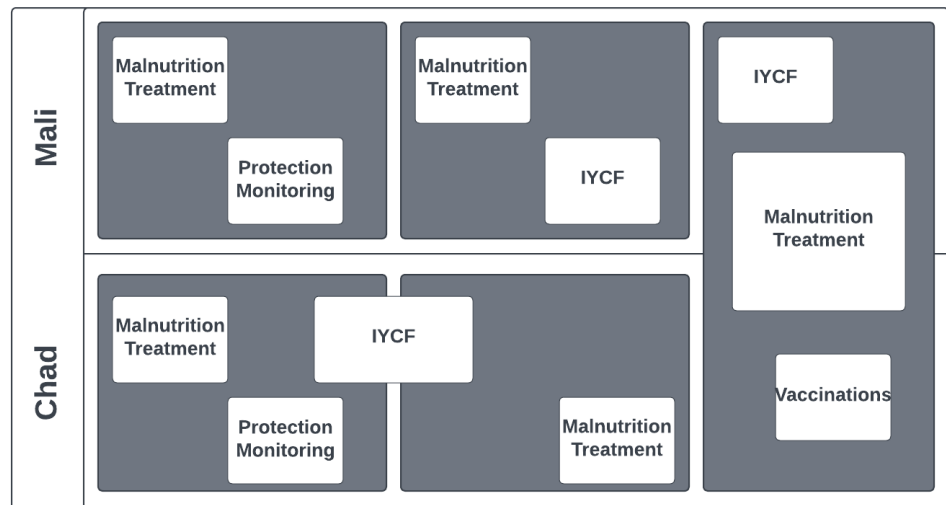 Mali
Malnutrition
Treatment
Protection
Monitoring
Malnutrition
Treatment
IYCF
IYCF
Malnutrition
Treatment
Vaccinations
Chad
Malnutrition
Treatment
Protection
Monitoring
IYCF
Malnutrition
Treatment